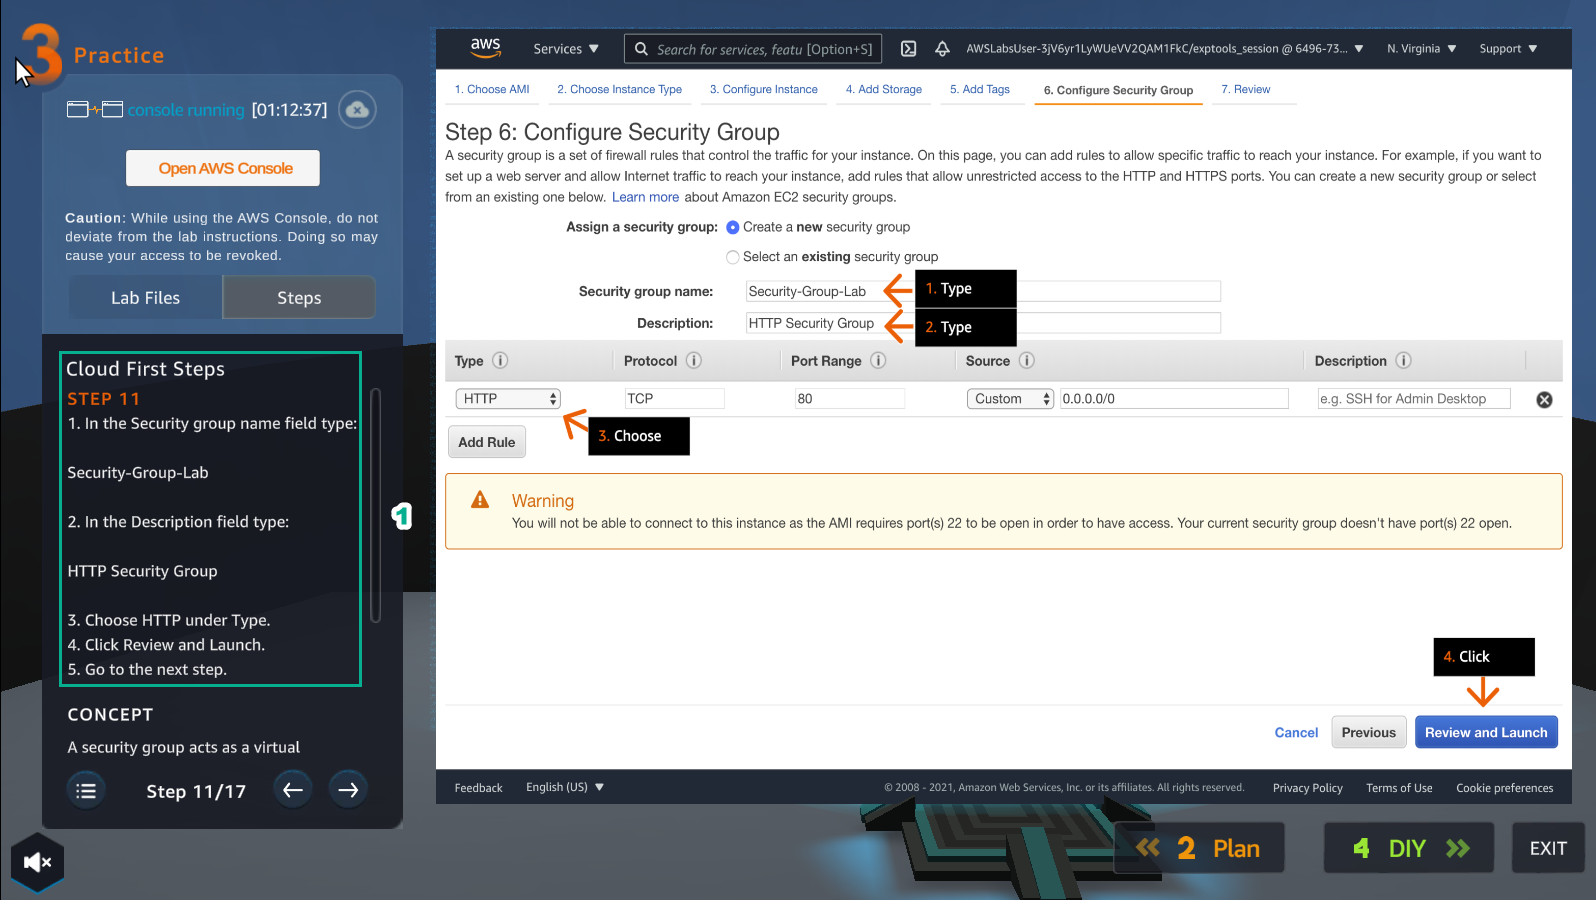 3 Practice
console running [01:12:37]
Open AWS Console
Caution: While using the AWS Console, do not
deviate from the lab instructions. Doing so may
cause your access to be revoked.
Lab Files
Steps
Cloud First Steps
STEP 11
1. In the Security group name field type:
Security-Group-Lab
2. In the Description field type:
HTTP Security Group
3. Choose HTTP under Type.
4. Click Review and Launch.
5. Go to the next step.
CONCEPT
A security group acts as a virtual
Step 11/17
1
aws
Services
Search for services, featu [Option+S]
AWSLabsUser-3jV6yr1LyWUeVV2QAM1FkC/exptools_session @ 6496-73...
N. Virginia
Support
1. Choose AMI
2. Choose Instance Type
3. Configure Instance
4. Add Storage
5. Add Tags
6. Configure Security Group
7. Review
Step 6: Configure Security Group
A security group is a set of firewall rules that control the traffic for your instance. On this page, you can add rules to allow specific traffic to reach your instance. For example, if you want to
set up a web server and allow Internet traffic to reach your instance, add rules that allow unrestricted access to the HTTP and HTTPS ports. You can create a new security group or select
from an existing one below. Learn more about Amazon EC2 security groups.
Assign a security group:
Create a new security group
Select an existing security group
Security group name:
Security-Group-Lab
1. Type
Description:
HTTP Security Group
2. Type
Type
Protocol
Port Range
Source
Description
HTTP
TCP
80
Custom
0.0.0.0/0
e.g. SSH for Admin Desktop
3. Choose
Add Rule
Warning
You will not be able to connect to this instance as the AMI requires port(s) 22 to be open in order to have access. Your current security group doesn't have port(s) 22 open.
4. Click
Cancel
Previous
Review and Launch
Feedback
English (US)
© 2008 - 2021, Amazon Web Services, Inc. or its affiliates. All rights reserved.
Privacy Policy
Terms of Use
Cookie preferences
2 Plan
4 DIY
EXIT